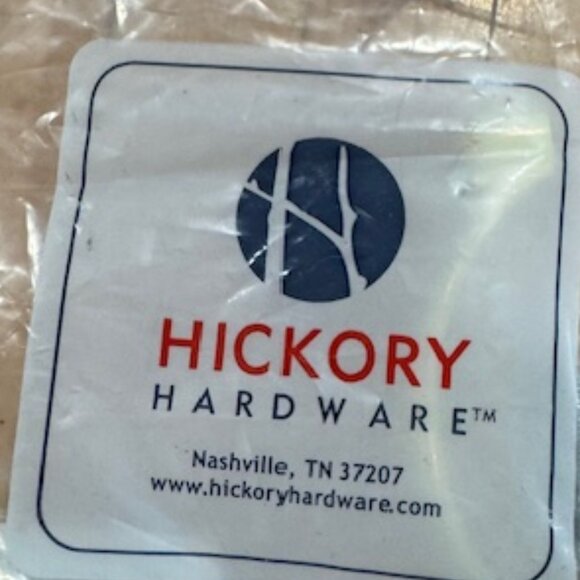 HICKORY
HARDWARE™
Nashville, TN 37207
www.hickoryhardware.com